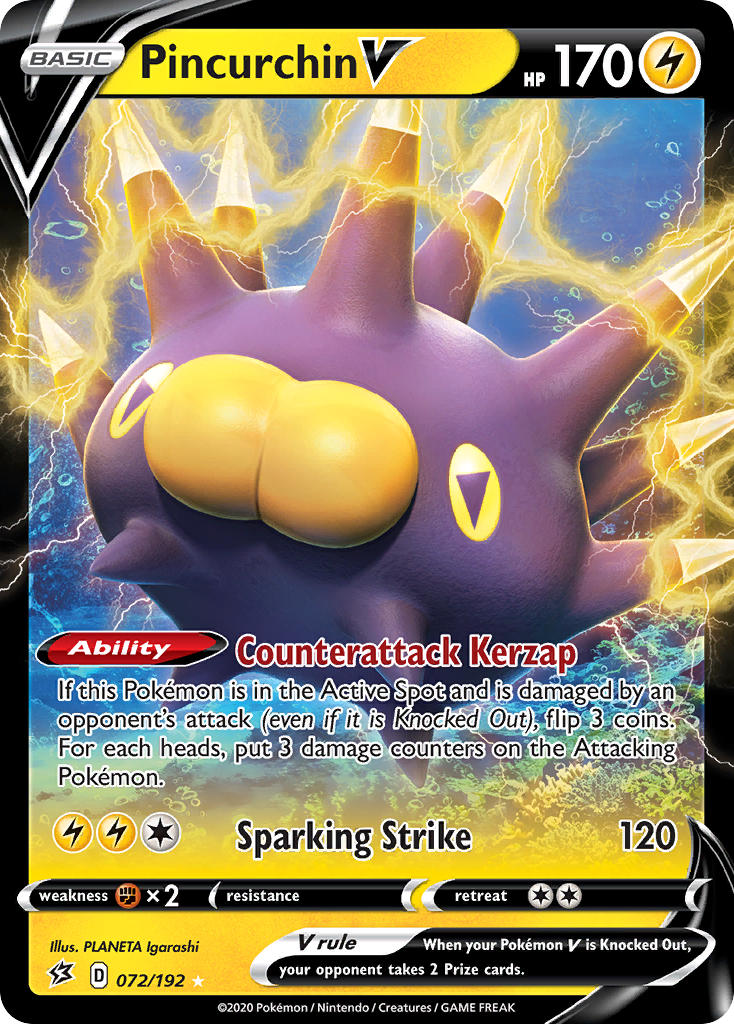 BASIC Pincurchin V HP 170
Ability Counterattack Kerzap
If this Pokémon is in the Active Spot and is damaged by an
opponent's attack (even if it is Knocked Out), flip 3 coins.
For each heads, put 3 damage counters on the Attacking
Pokémon.
Sparking Strike 120
weakness ×2 resistance retreat
Illus. PLANETA Igarashi
V rule When your Pokémon V is Knocked Out,
your opponent takes 2 Prize cards.
D 072/192
©2020 Pokémon / Nintendo / Creatures / GAME FREAK